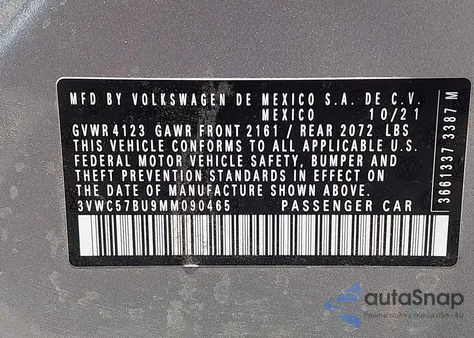 MFD BY VOLKSWAGEN DE MEXICO S.A. DE C.V.
10/21
GVWR 4123 GAWR FRONT 2161 / REAR 2072 LBS
THIS VEHICLE CONFORMS TO ALL APPLICABLE U.S.
FEDERAL MOTOR VEHICLE SAFETY, BUMPER AND
THEFT PREVENTION STANDARDS IN EFFECT ON THE
DATE OF MANUFACTURE SHOWN ABOVE
3VWC57BU9MM090465 PASSENGER CAR
3661337 3387 M
autoSnap